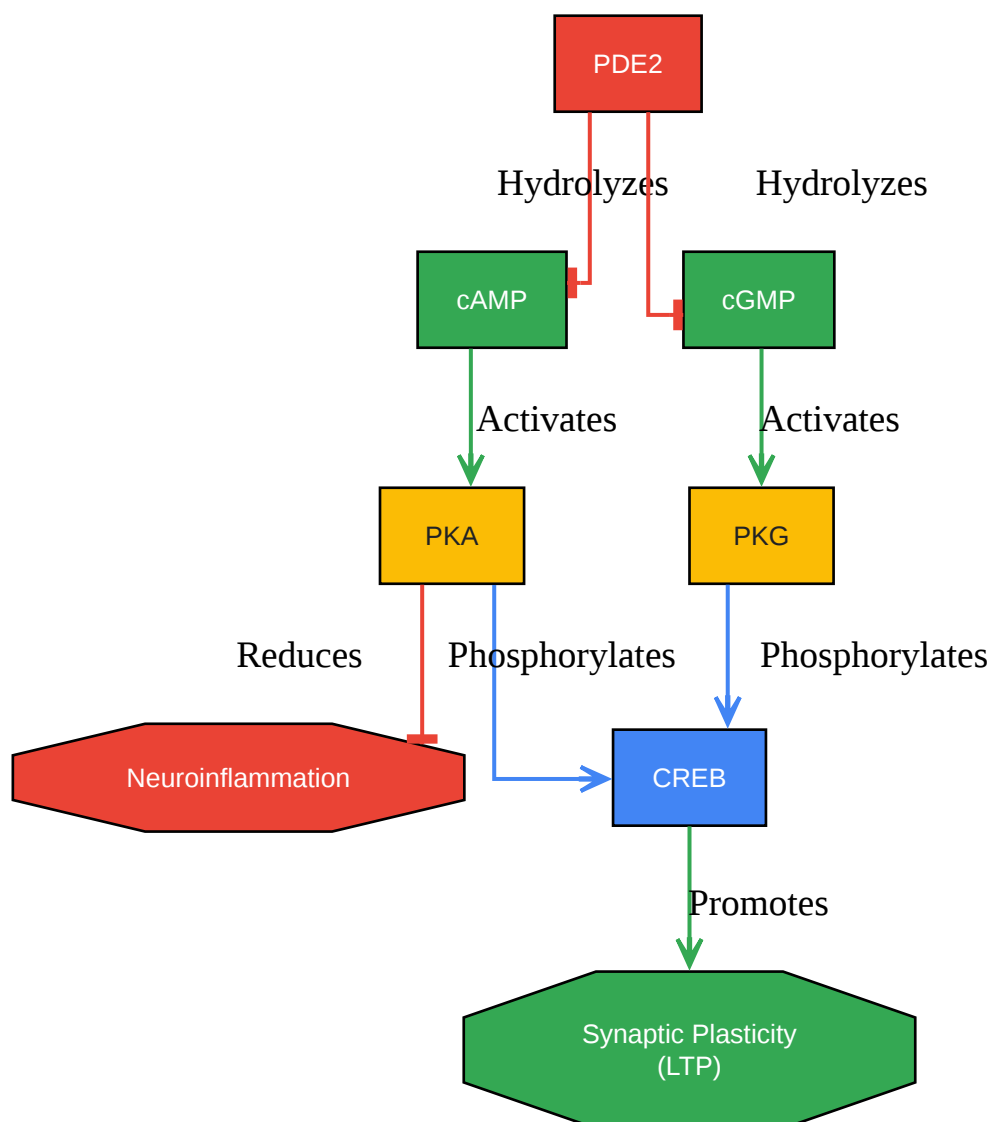 PDE2
Hydrolyzes
Hydrolyzes
cAMP
cGMP
Activates
Activates
PKA
PKG
Reduces
Phosphorylates
Phosphorylates
Neuroinflammation
CREB
Promotes
Synaptic Plasticity
(LTP)